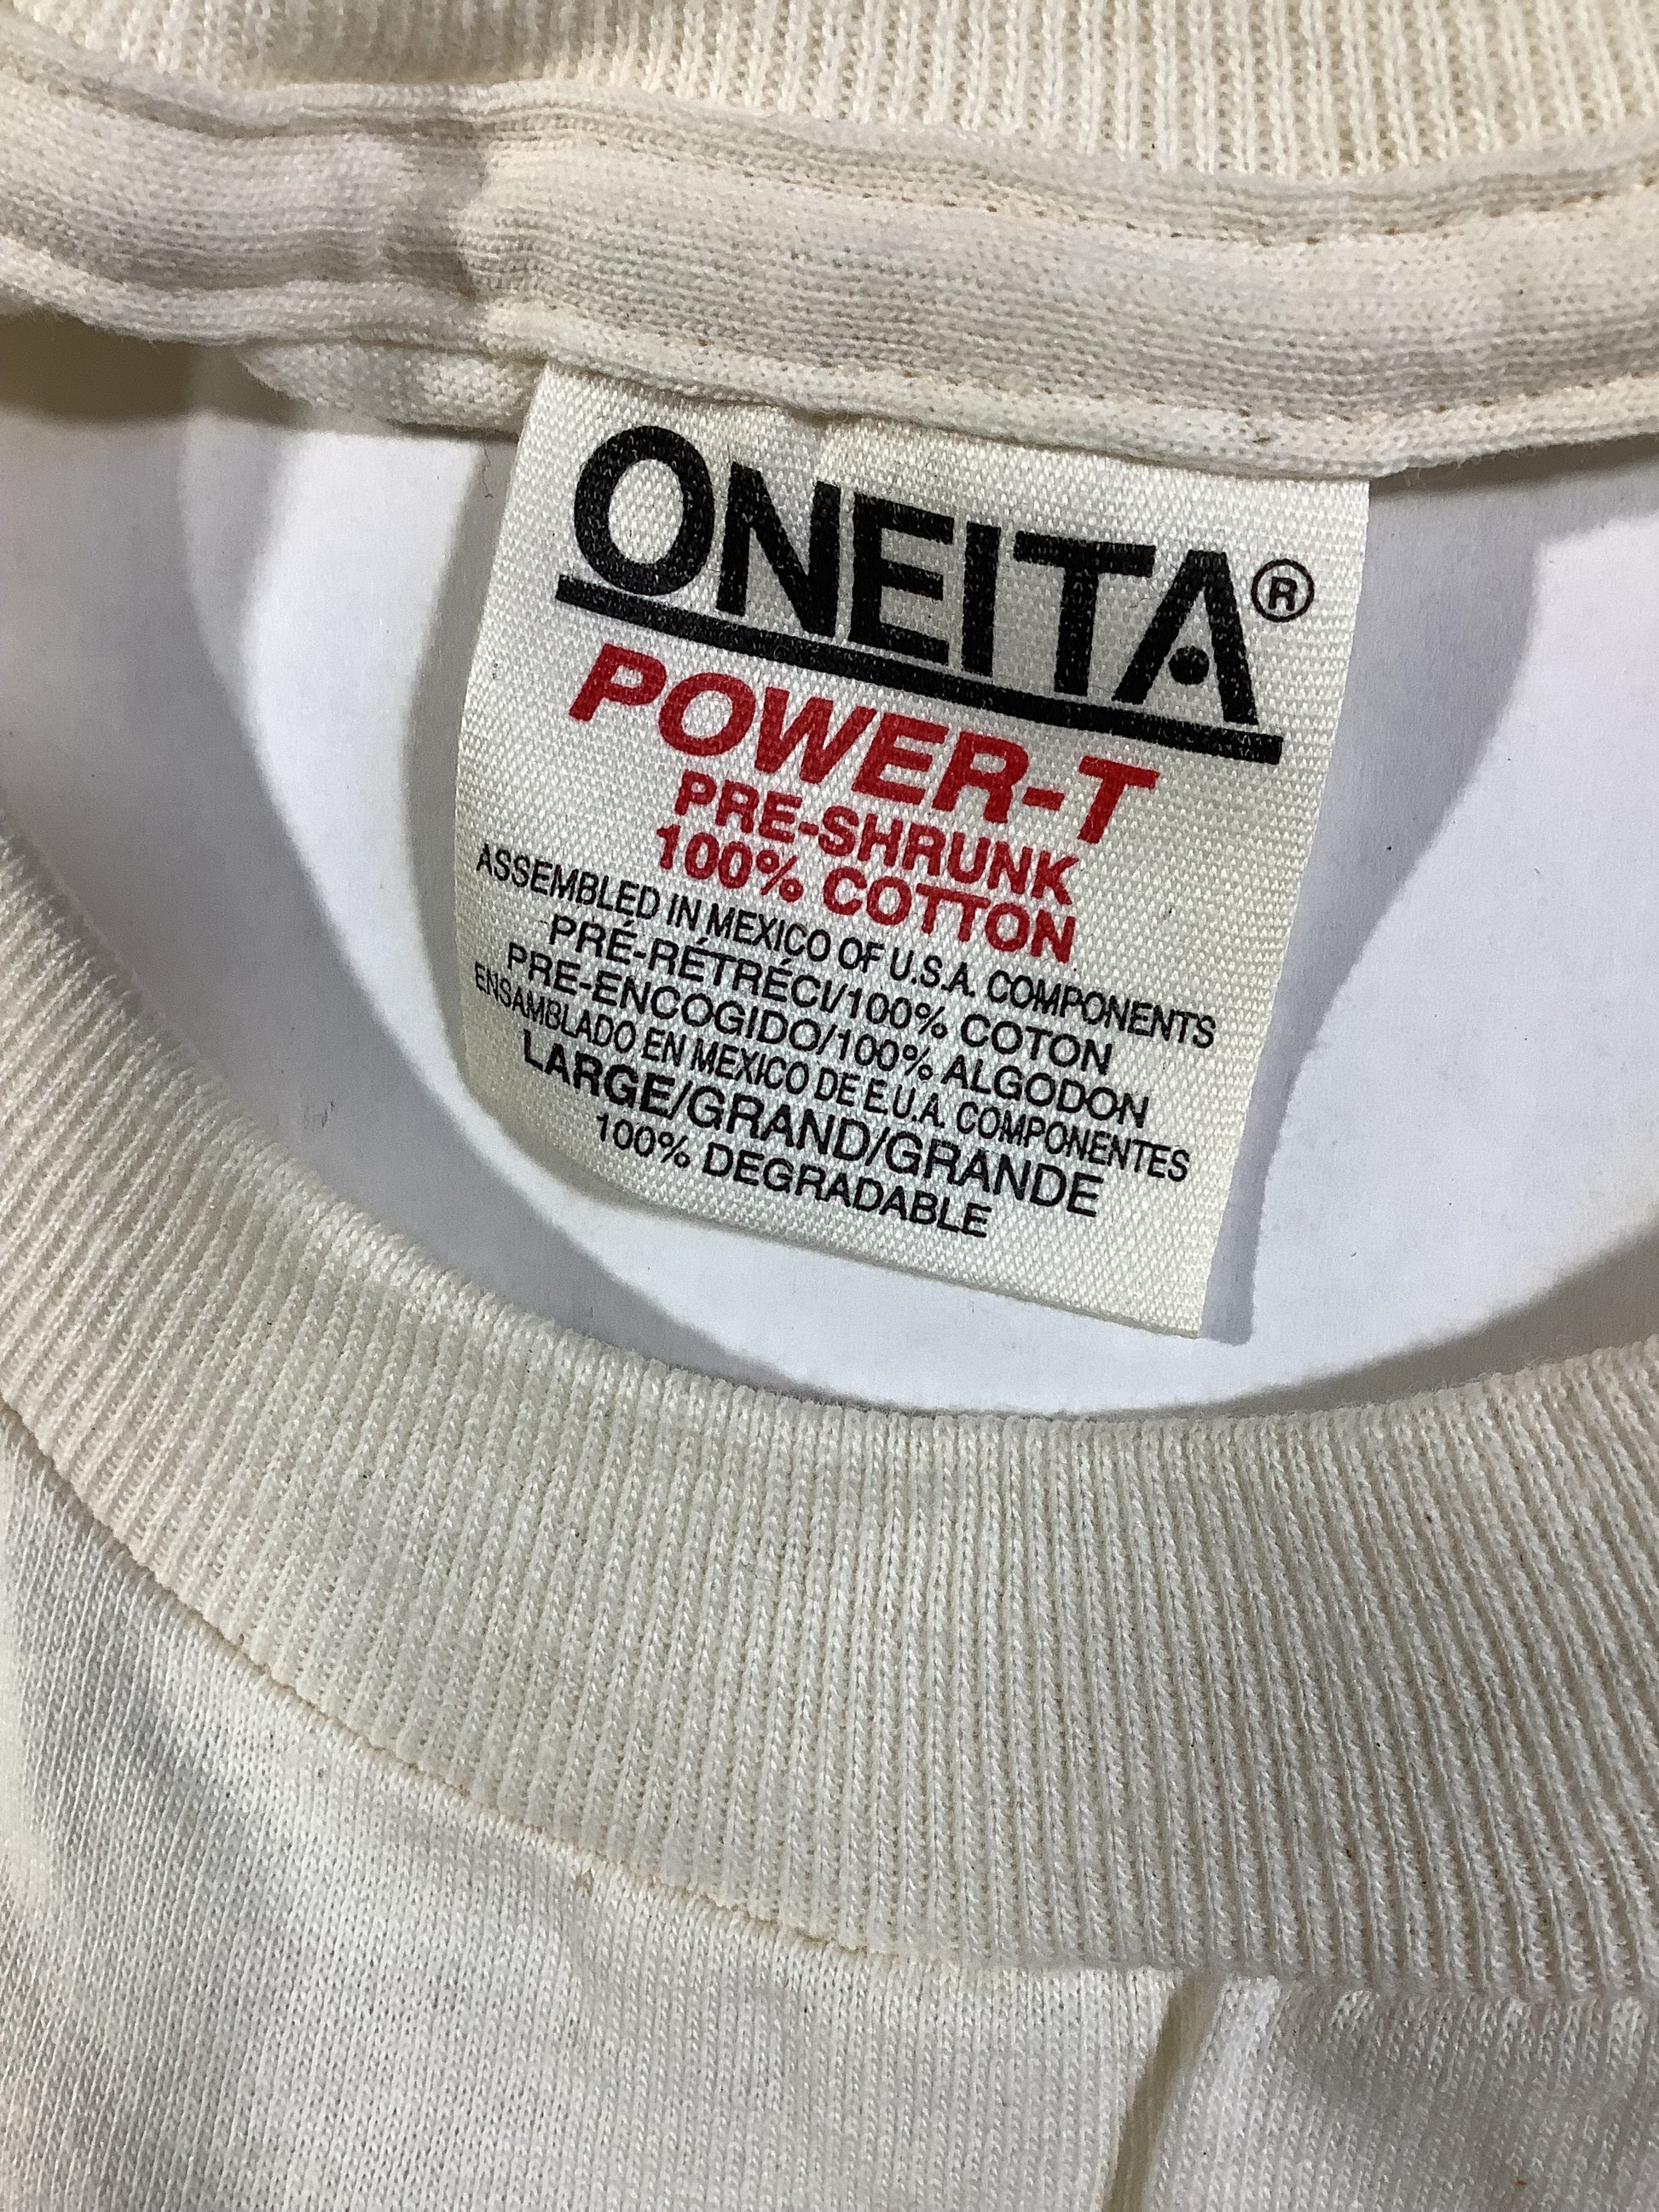 ONEITA®
POWER-T
PRE-SHRUNK
100% COTTON
ASSEMBLED IN MEXICO OF U.S.A. COMPONENTS
PRÉ-RÉTRÉCI/100% COTON
PRE-ENCOGIDO/100% ALGODON
ENSAMBLADO EN MEXICO DE E.U.A. COMPONENTES
LARGE/GRAND/GRANDE
100% DEGRADABLE